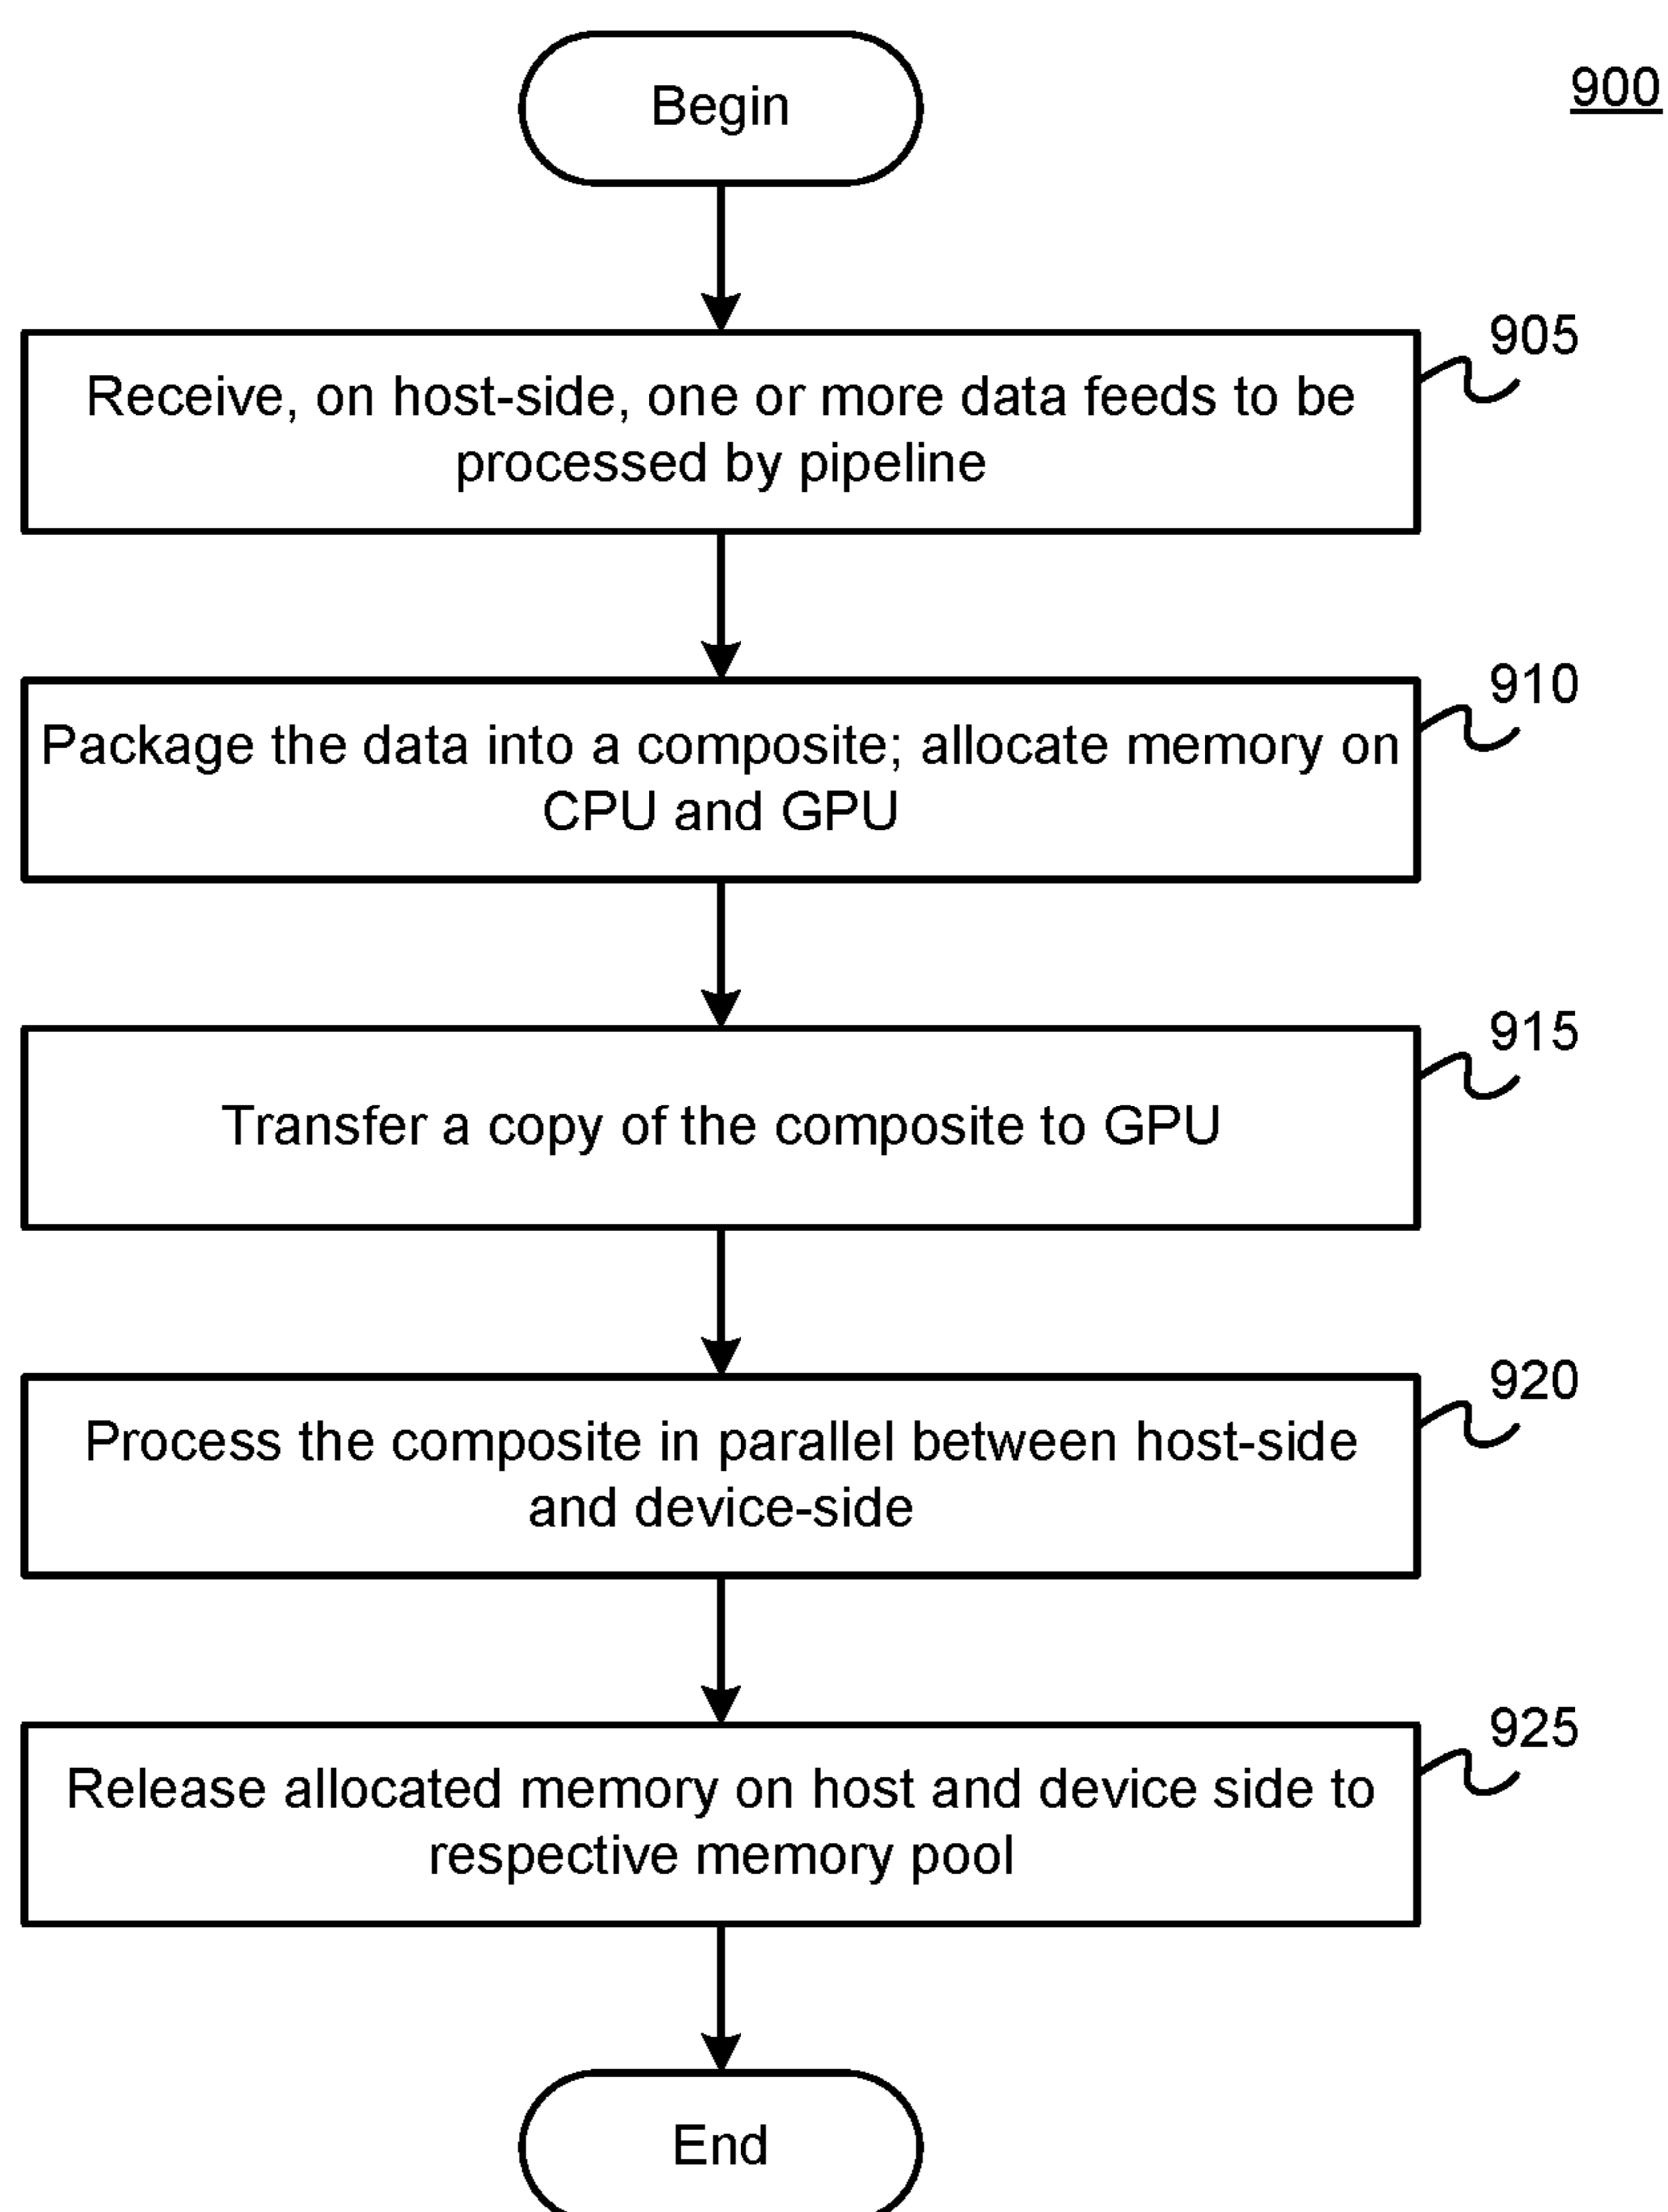 Begin
900
905
Receive, on host-side, one or more data feeds to be
processed by pipeline
910
Package the data into a composite; allocate memory on
CPU and GPU
915
Transfer a copy of the composite to GPU
920
Process the composite in parallel between host-side
and device-side
925
Release allocated memory on host and device side to
respective memory pool
End